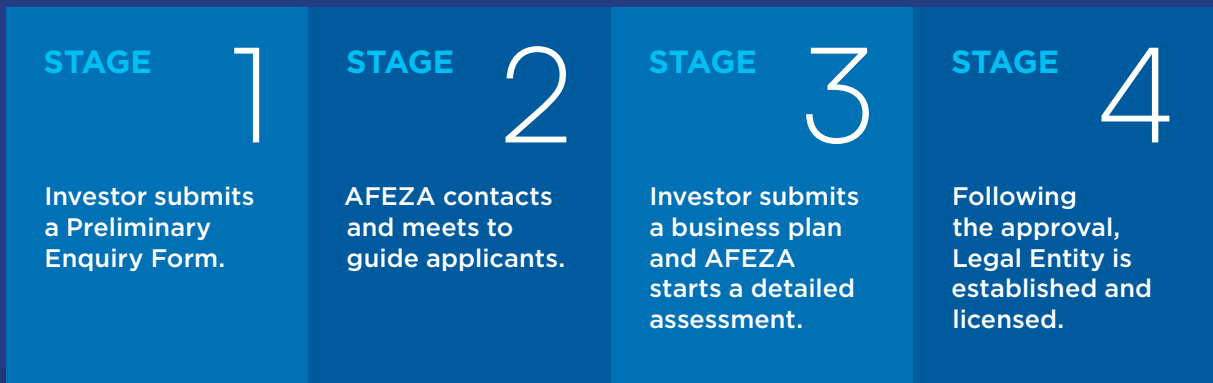 STAGE 1
Investor submits
a Preliminary
Enquiry Form.
STAGE 2
AFEZA contacts
and meets to
guide applicants.
STAGE 3
Investor submits
a business plan
and AFEZA
starts a detailed
assessment.
STAGE 4
Following
the approval,
Legal Entity is
established and
licensed.